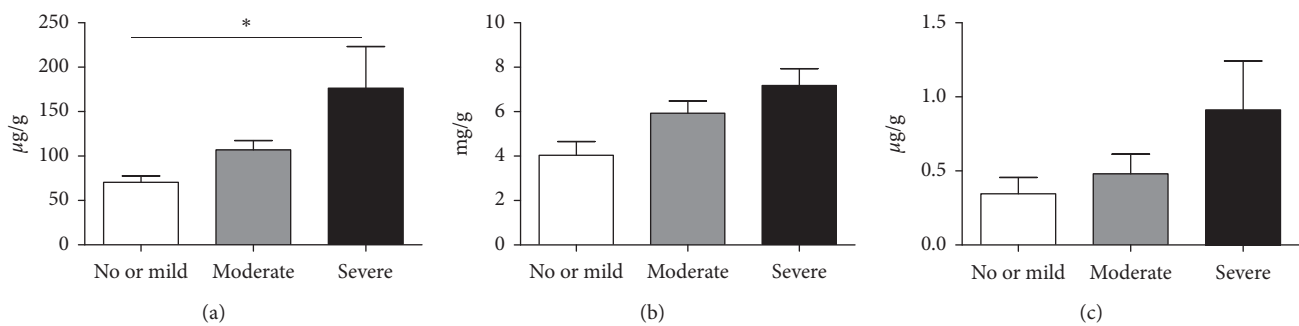 250
200
150
100
50
0
µg/g
*
No or mild Moderate Severe
(a)
10
8
6
4
2
0
mg/g
No or mild Moderate Severe
(b)
1.5
1.0
0.5
0.0
µg/g
No or mild Moderate Severe
(c)